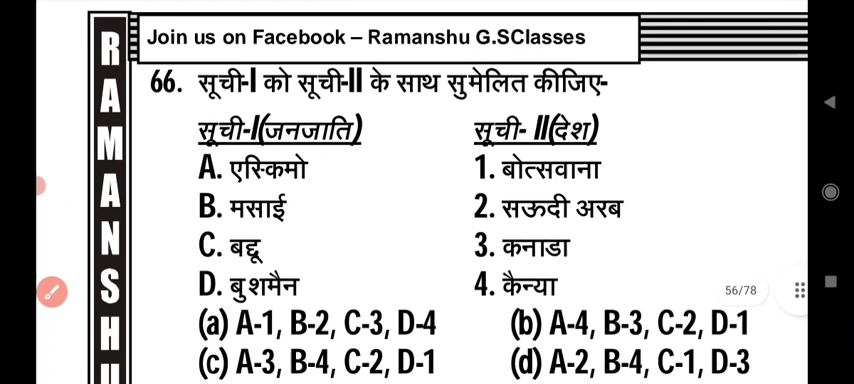 Join us on Facebook – Ramanshu G.SClasses
RAMANSH
66. सूची-I को सूची-II के साथ सुमेलित कीजिए-
सूची-I(जनजाति) सूची- II(देश)
A. एस्किमो 1. बोत्सवाना
B. मसाई 2. सऊदी अरब
C. बद्दू 3. कनाडा
D. बुशमैन 4. कैन्या
56/78
(a) A-1, B-2, C-3, D-4 (b) A-4, B-3, C-2, D-1
(c) A-3, B-4, C-2, D-1 (d) A-2, B-4, C-1, D-3